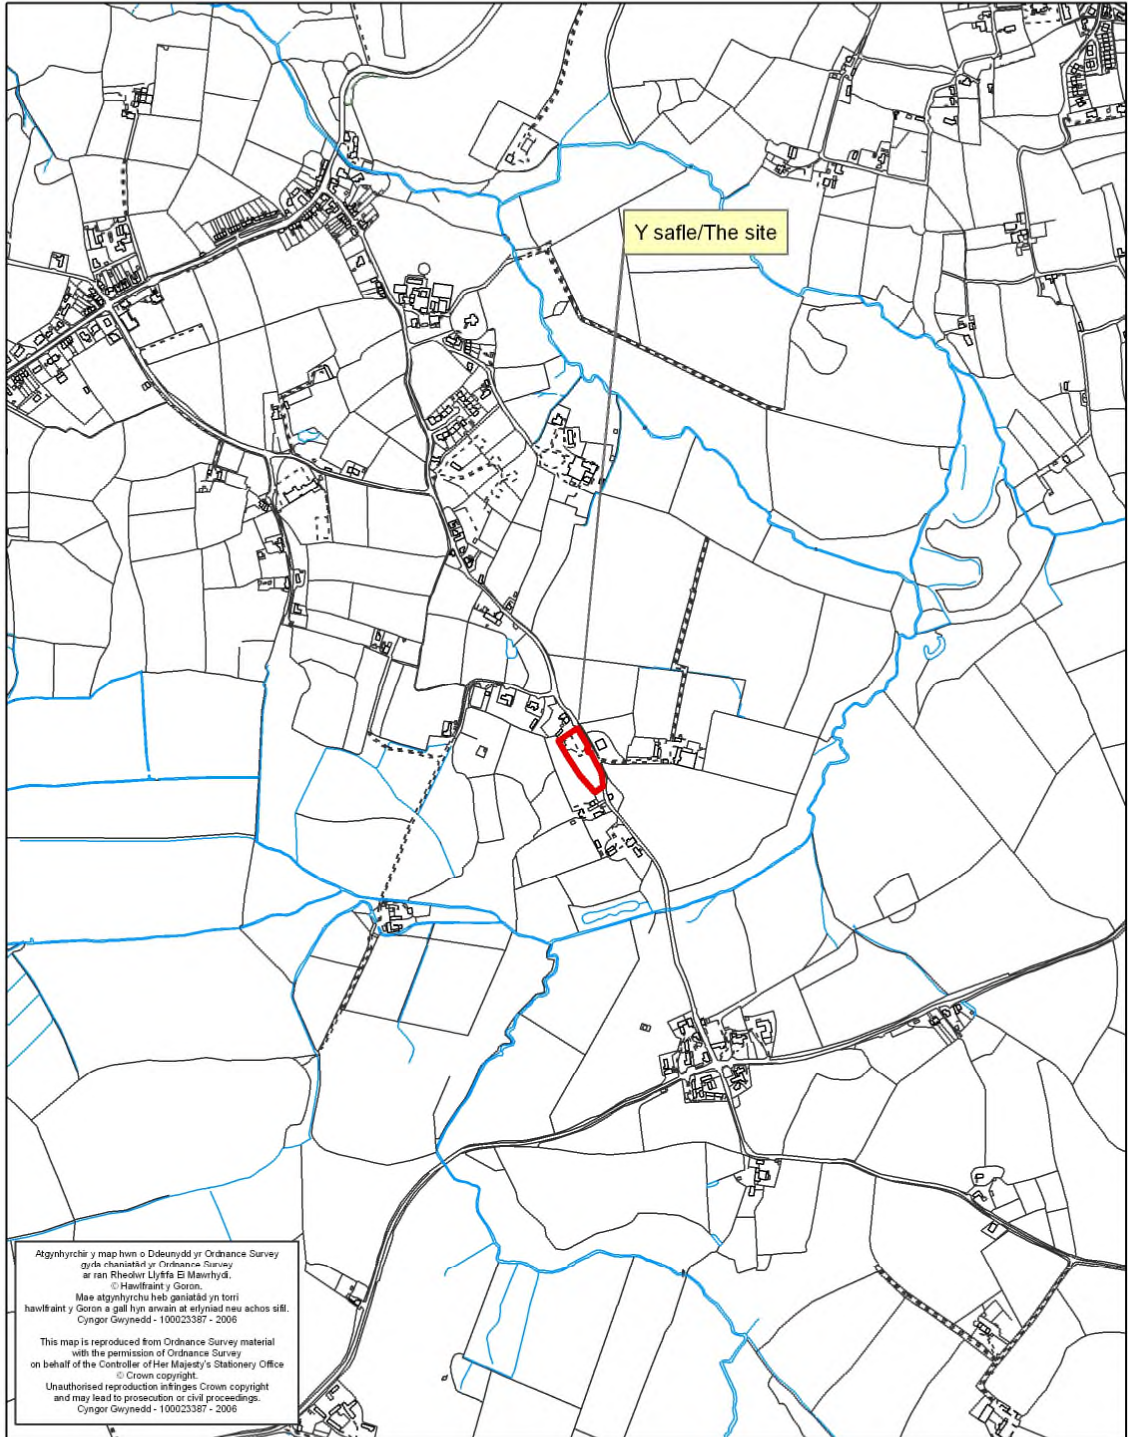 Y safle/The site
Atgynhyrchir y map hwn o Ddeunydd yr Ordnance Survey
gyda chaniatâd yr Ordnance Survey
ar ran Rheolwr Llyfrfa Ei Mawrhydi.
© Hawlfraint y Goron.
Mae atgynhyrchu heb ganiatâd yn torri
hawlfraint y Goron a gall hyn arwain at erlyniad neu achos sifil.
Cyngor Gwynedd - 100023387 - 2006
This map is reproduced from Ordnance Survey material
with the permission of Ordnance Survey
on behalf of the Controller of Her Majesty's Stationery Office
© Crown copyright.
Unauthorised reproduction infringes Crown copyright
and may lead to prosecution or civil proceedings.
Cyngor Gwynedd - 100023387 - 2006